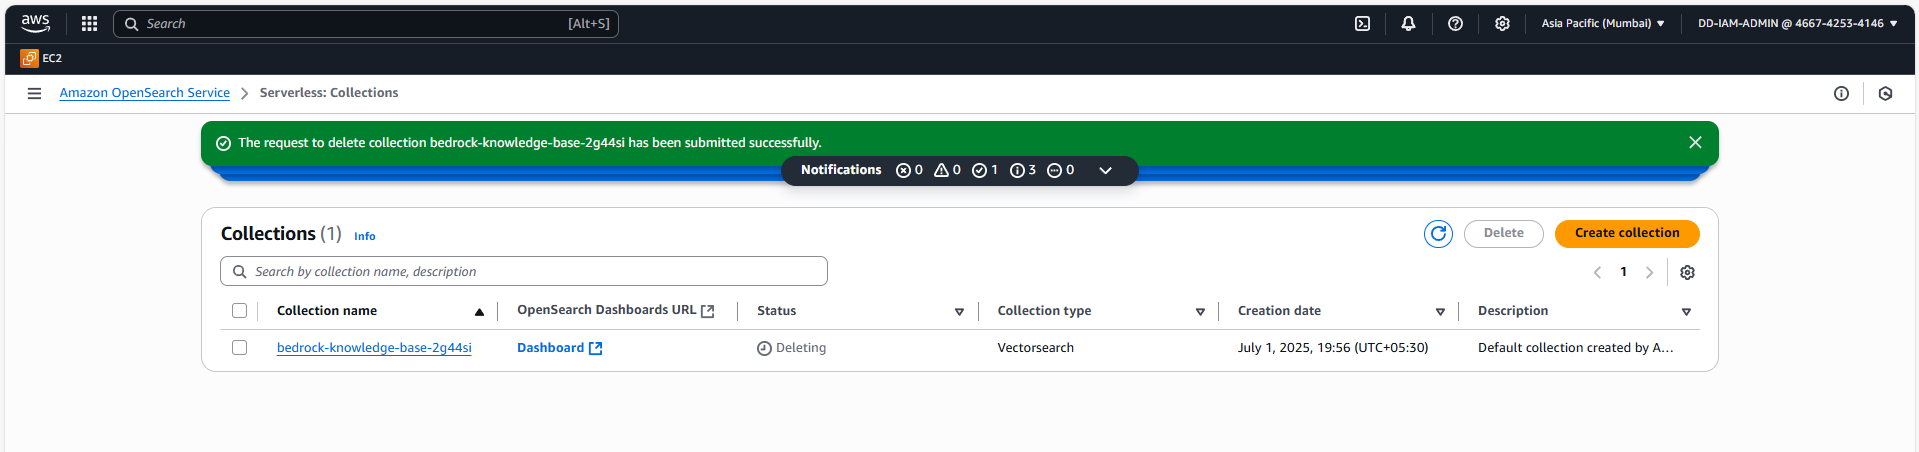 aws
Search [Alt+S]
Asia Pacific (Mumbai) DD-IAM-ADMIN @ 4667-4253-4146
EC2
Amazon OpenSearch Service Serverless: Collections
The request to delete collection bedrock-knowledge-base-2g44si has been submitted successfully.
Notifications 0 0 1 3 0
Collections (1) Info
Delete Create collection
Search by collection name, description
1
Collection name OpenSearch Dashboards URL Status Collection type Creation date Description
bedrock-knowledge-base-2g44si Dashboard Deleting Vectorsearch July 1, 2025, 19:56 (UTC+05:30) Default collection created by A...